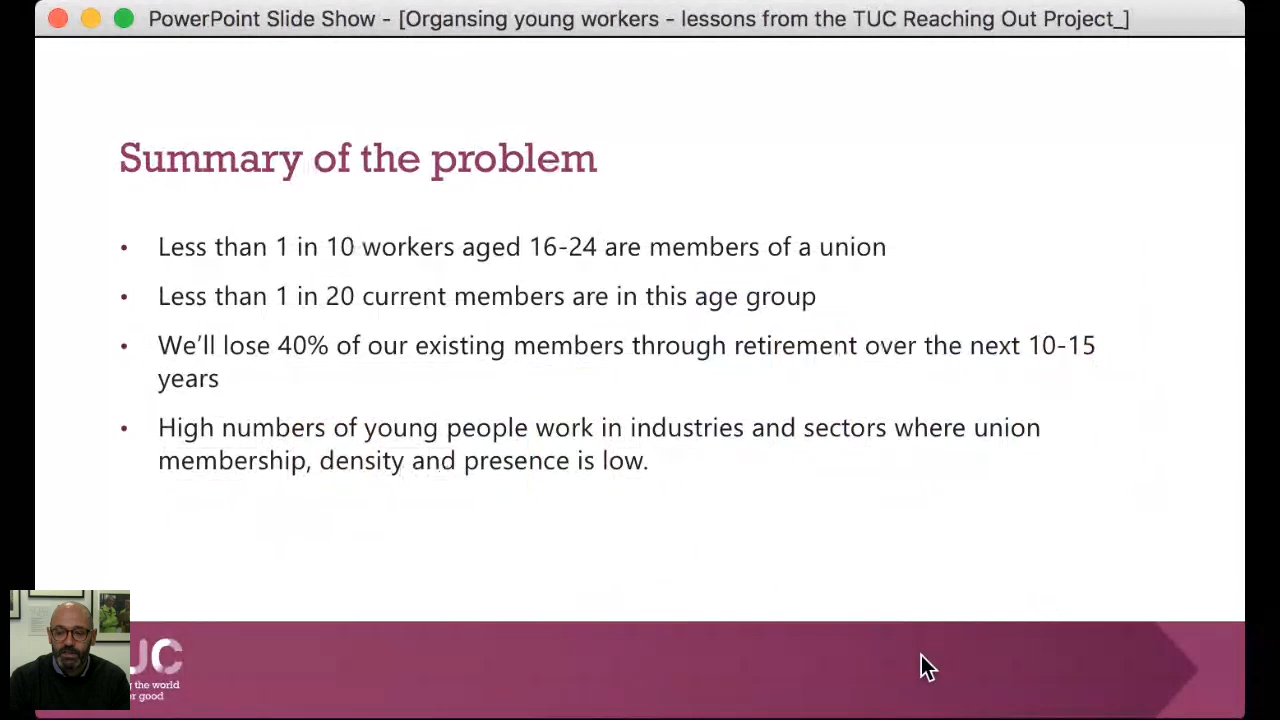 PowerPoint Slide Show - [Organsing young workers - lessons from the TUC Reaching Out Project_]
Summary of the problem
• Less than 1 in 10 workers aged 16-24 are members of a union
• Less than 1 in 20 current members are in this age group
• We'll lose 40% of our existing members through retirement over the next 10-15
years
• High numbers of young people work in industries and sectors where union
membership, density and presence is low.
UC
the world
good